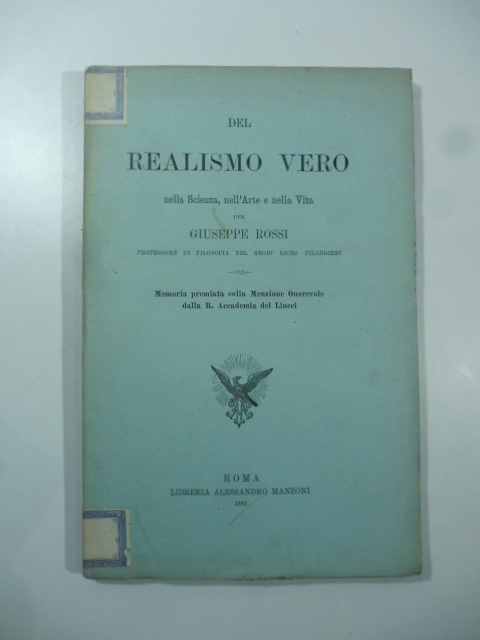 DEL
REALISMO VERO
nella Scienza, nell'Arte e nella Vita
PER
GIUSEPPE ROSSI
PROFESSORE DI FILOSOFIA NEL REGIO LICEO FILANGIERI
Memoria premiata colla Menzione Onorevole
dalla R. Accademia dei Lincei
ROMA
LIBRERIA ALESSANDRO MANZONI